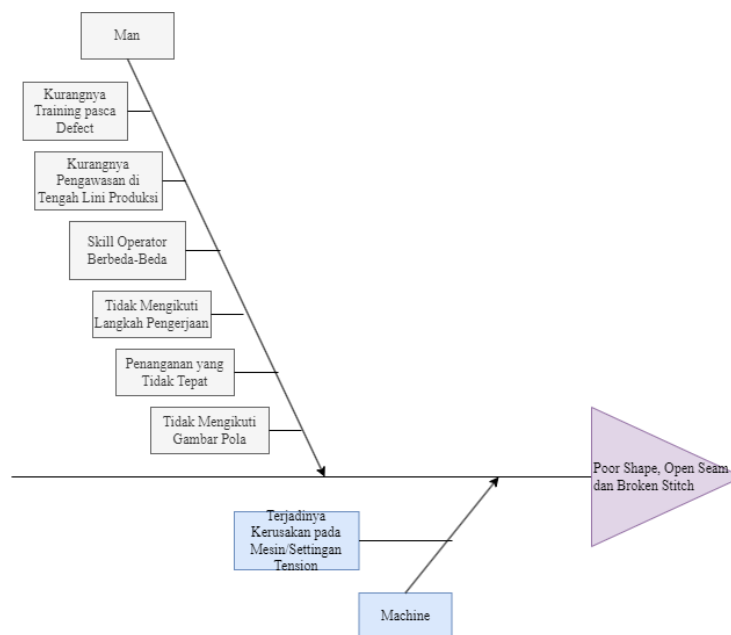 Man
Kurangnya
Training pasca
Defect
Kurangnya
Pengawasan di
Tengah Lini Produksi
Skill Operator
Berbeda-Beda
Tidak Mengikuti
Langkah Pengerjaan
Penanganan yang
Tidak Tepat
Tidak Mengikuti
Gambar Pola
Poor Shape, Open Seam
dan Broken Stitch
Terjadinya
Kerusakan pada
Mesin/Settingan
Tension
Machine